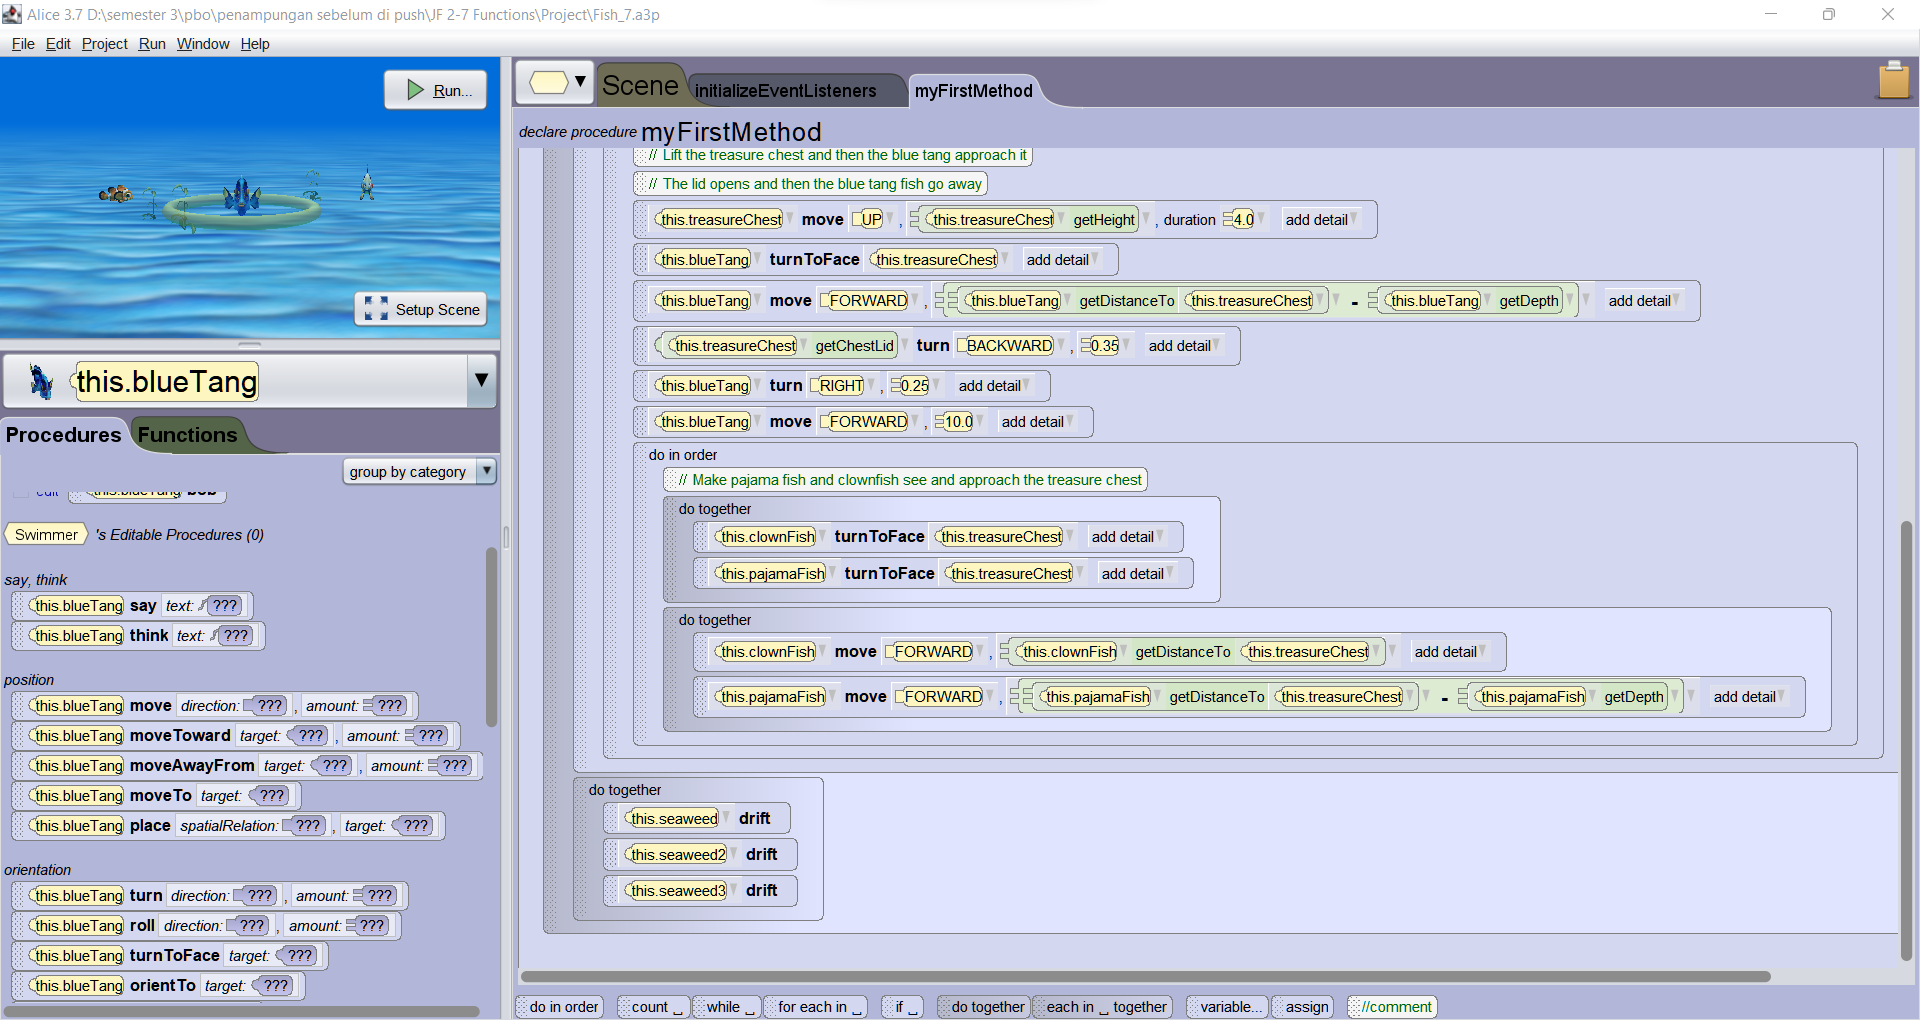 Alice 3.7 D:\semester 3\pbo\penampungan sebelum di push\JF 2-7 Functions\Project\Fish_7.a3p
File Edit Project Run Window Help
Run...
Setup Scene
this.blueTang
Procedures Functions
group by category
edit this.blueTang bob
Swimmer 's Editable Procedures (0)
say, think
this.blueTang say text: ???
this.blueTang think text: ???
position
this.blueTang move direction: ??? , amount: ???
this.blueTang moveToward target: ??? , amount: ???
this.blueTang moveAwayFrom target: ??? , amount: ???
this.blueTang moveTo target: ???
this.blueTang place spatialRelation: ??? , target: ???
orientation
this.blueTang turn direction: ??? , amount: ???
this.blueTang roll direction: ??? , amount: ???
this.blueTang turnToFace target: ???
this.blueTang orientTo target: ???
Scene initializeEventListeners myFirstMethod
declare procedure myFirstMethod
// Lift the treasure chest and then the blue tang approach it
// The lid opens and then the blue tang fish go away
this.treasureChest move UP , this.treasureChest getHeight , duration 4.0 add detail
this.blueTang turnToFace this.treasureChest add detail
this.blueTang move FORWARD , this.blueTang getDistanceTo this.treasureChest - this.blueTang getDepth add detail
this.treasureChest getChestLid turn BACKWARD , 0.35 add detail
this.blueTang turn RIGHT , 0.25 add detail
this.blueTang move FORWARD , 10.0 add detail
do in order
// Make pajama fish and clownfish see and approach the treasure chest
do together
this.clownFish turnToFace this.treasureChest add detail
this.pajamaFish turnToFace this.treasureChest add detail
do together
this.clownFish move FORWARD , this.clownFish getDistanceTo this.treasureChest add detail
this.pajamaFish move FORWARD , this.pajamaFish getDistanceTo this.treasureChest - this.pajamaFish getDepth add detail
do together
this.seaweed drift
this.seaweed2 drift
this.seaweed3 drift
do in order count _ while _ for each in _ if _ do together each in _ together variable... assign //comment